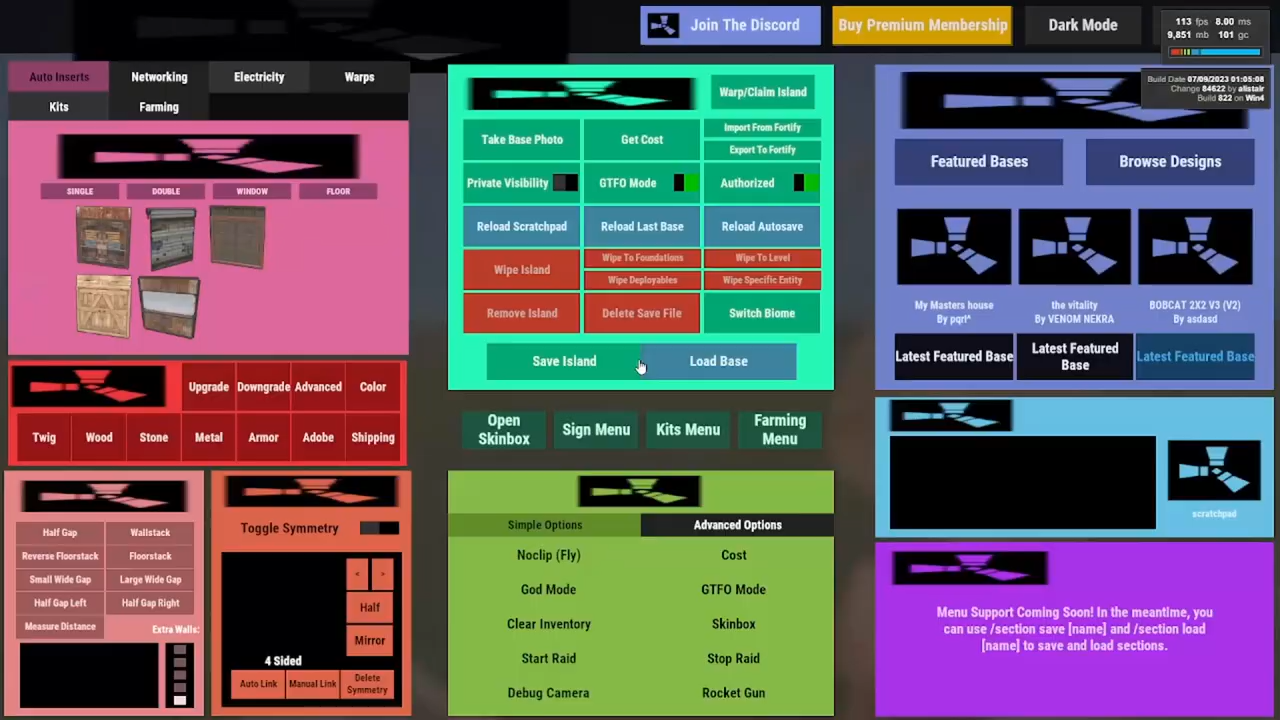 Join The Discord
Buy Premium Membership
Dark Mode
113 fps 8.00 ms
9,851 mb 101 gc
Build Date 07/09/2023 01:05:08
Change 84622 by alistair
Build 822 on Win4
Auto Inserts
Networking
Electricity
Warps
Kits
Farming
SINGLE
DOUBLE
WINDOW
FLOOR
Upgrade
Downgrade
Advanced
Color
Twig
Wood
Stone
Metal
Armor
Adobe
Shipping
Half Gap
Wallstack
Reverse Floorstack
Floorstack
Small Wide Gap
Large Wide Gap
Half Gap Left
Half Gap Right
Measure Distance
Extra Walls:
Toggle Symmetry
<
>
Half
Mirror
4 Sided
Auto Link
Manual Link
Delete
Symmetry
Warp/Claim Island
Take Base Photo
Get Cost
Import From Fortify
Export To Fortify
Private Visibility
GTFO Mode
Authorized
Reload Scratchpad
Reload Last Base
Reload Autosave
Wipe Island
Wipe To Foundations
Wipe To Level
Wipe Deployables
Wipe Specific Entity
Remove Island
Delete Save File
Switch Biome
Save Island
Load Base
Open
Skinbox
Sign Menu
Kits Menu
Farming
Menu
Simple Options
Advanced Options
Noclip (Fly)
Cost
God Mode
GTFO Mode
Clear Inventory
Skinbox
Start Raid
Stop Raid
Debug Camera
Rocket Gun
Featured Bases
Browse Designs
My Masters house
By pqrl^
the vitality
By VENOM NEKRA
BOBCAT 2X2 V3 (V2)
By asdasd
Latest Featured Base
Latest Featured
Base
Latest Featured Base
scratchpad
Menu Support Coming Soon! In the meantime, you
can use /section save [name] and /section load
[name] to save and load sections.